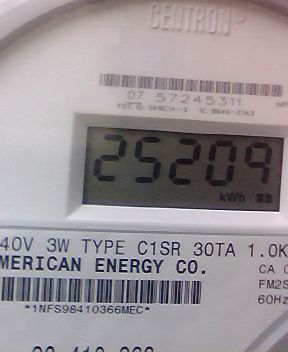 CENTRON
07 57245311
25209
kWh
40V 3W TYPE C1SR 30TA 1.0K
MERICAN ENERGY CO.
CA
FM2S
60Hz
*1NFS98410366MEC*